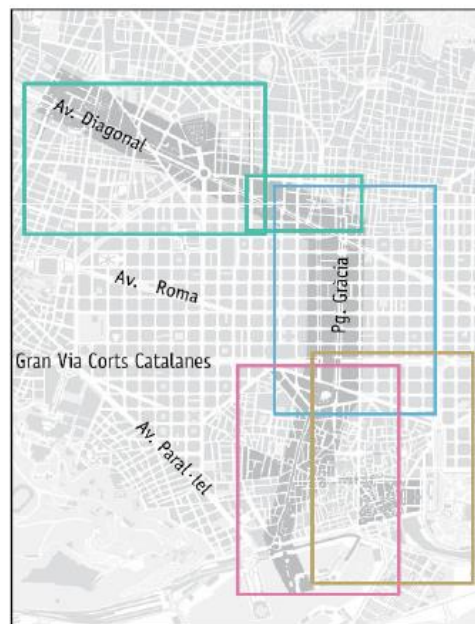 Av. Diagonal
Av. Roma
Pg. Gràcia
Gran Via Corts Catalanes
Av. Paral·lel